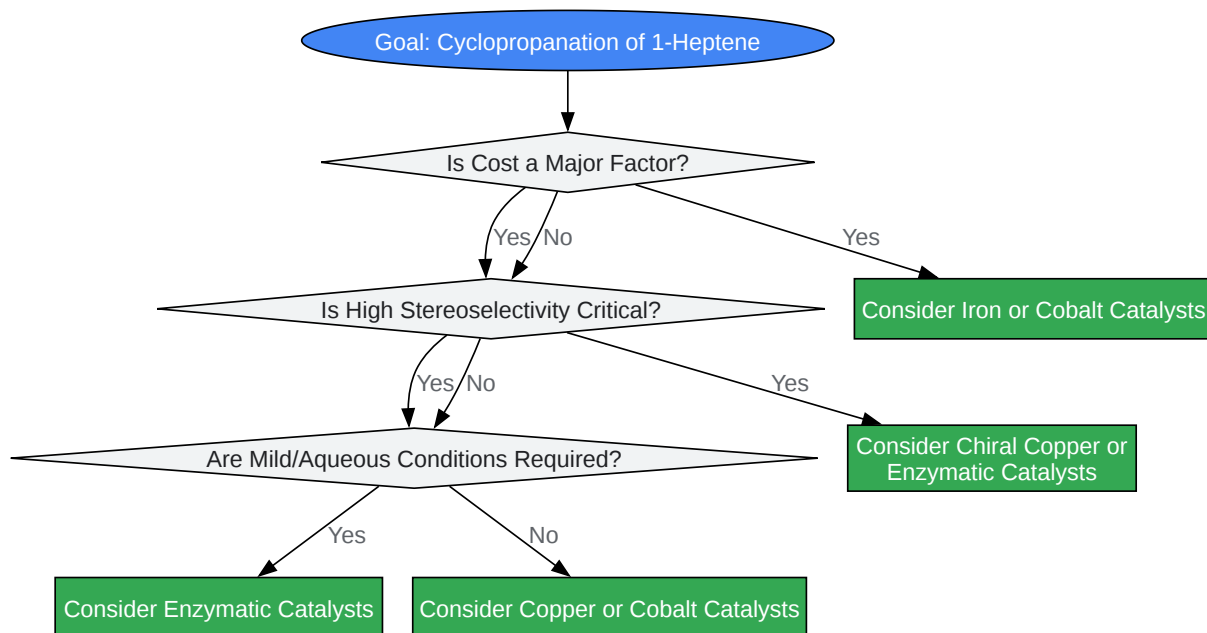 Goal: Cyclopropanation of 1-Heptene
Is Cost a Major Factor?
Yes
No
Yes
Is High Stereoselectivity Critical?
Consider Iron or Cobalt Catalysts
Yes
No
Yes
Are Mild/Aqueous Conditions Required?
Consider Chiral Copper or
Enzymatic Catalysts
Yes
No
Consider Enzymatic Catalysts
Consider Copper or Cobalt Catalysts